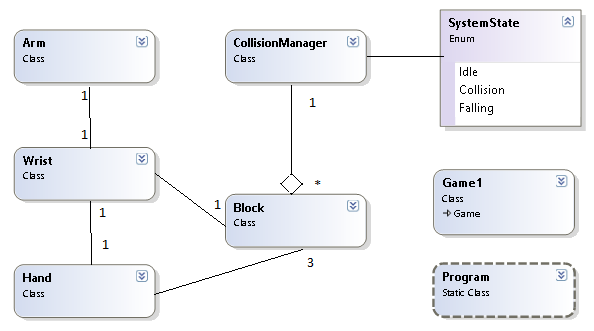 Arm
Class
CollisionManager
Class
SystemState
Enum
Idle
Collision
Falling
1
1
1
*
Wrist
Class
1
1
1
Block
Class
3
Hand
Class
Game1
Class
Game
Program
Static Class